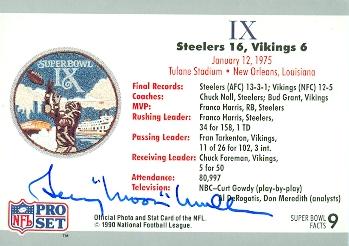 IX
Steelers 16, Vikings 6
January 12, 1975
Tulane Stadium • New Orleans, Louisiana
SUPER BOWL
IX
Final Records: Steelers (AFC) 13-3-1; Vikings (NFC) 12-5
Coaches: Chuck Noll, Steelers; Bud Grant, Vikings
MVP: Franco Harris, RB, Steelers
Rushing Leader: Franco Harris, Steelers,
34 for 158, 1 TD
Passing Leader: Fran Tarkenton, Vikings,
11 of 26 for 102, 3 int.
Receiving Leader: Chuck Foreman, Vikings,
5 for 50
Attendance: 80,997
Television: NBC–Curt Gowdy (play-by-play)
Al DeRogatis, Don Meredith (analysts)
"Moon"
NFL
PRO
SET
TM
Official Photo and Stat Card of the NFL.
© 1990 National Football League.
SUPER BOWL
FACTS 9